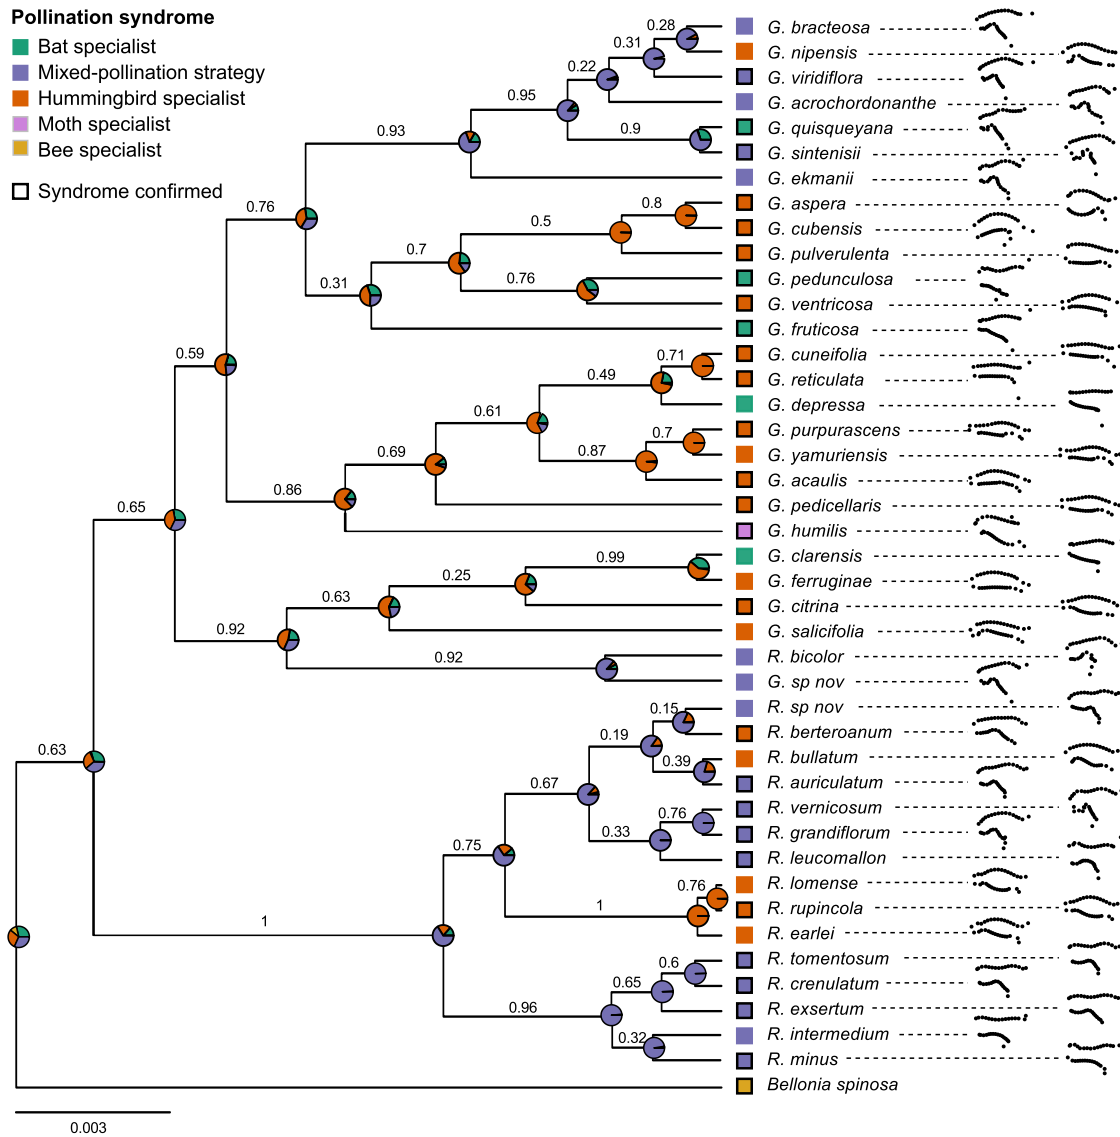 Pollination syndrome
Bat specialist
Mixed-pollination strategy
Hummingbird specialist
Moth specialist
Bee specialist
Syndrome confirmed
0.28
0.31
0.22
0.95
0.9
0.93
0.76
0.8
0.5
0.7
0.76
0.31
0.59
0.71
0.49
0.61
0.7
0.87
0.69
0.86
0.65
0.99
0.25
0.63
0.92
0.92
0.63
0.15
0.19
0.39
0.67
0.76
0.33
0.75
0.76
1
1
0.6
0.65
0.96
0.32
G. bracteosa
G. nipensis
G. viridiflora
G. acrochordonanthe
G. quisqueyana
G. sintenisii
G. ekmanii
G. aspera
G. cubensis
G. pulverulenta
G. pedunculosa
G. ventricosa
G. fruticosa
G. cuneifolia
G. reticulata
G. depressa
G. purpurascens
G. yamuriensis
G. acaulis
G. pedicellaris
G. humilis
G. clarensis
G. ferruginae
G. citrina
G. salicifolia
R. bicolor
G. sp nov
R. sp nov
R. berteroanum
R. bullatum
R. auriculatum
R. vernicosum
R. grandiflorum
R. leucomallon
R. lomense
R. rupincola
R. earlei
R. tomentosum
R. crenulatum
R. exsertum
R. intermedium
R. minus
Bellonia spinosa
0.003